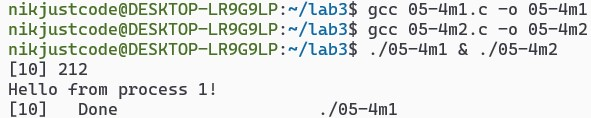 nikjustcode@DESKTOP-LR9G9LP:~/lab3$ gcc 05-4m1.c -o 05-4m1
nikjustcode@DESKTOP-LR9G9LP:~/lab3$ gcc 05-4m2.c -o 05-4m2
nikjustcode@DESKTOP-LR9G9LP:~/lab3$ ./05-4m1 & ./05-4m2
[10] 212
Hello from process 1!
[10]   Done                    ./05-4m1